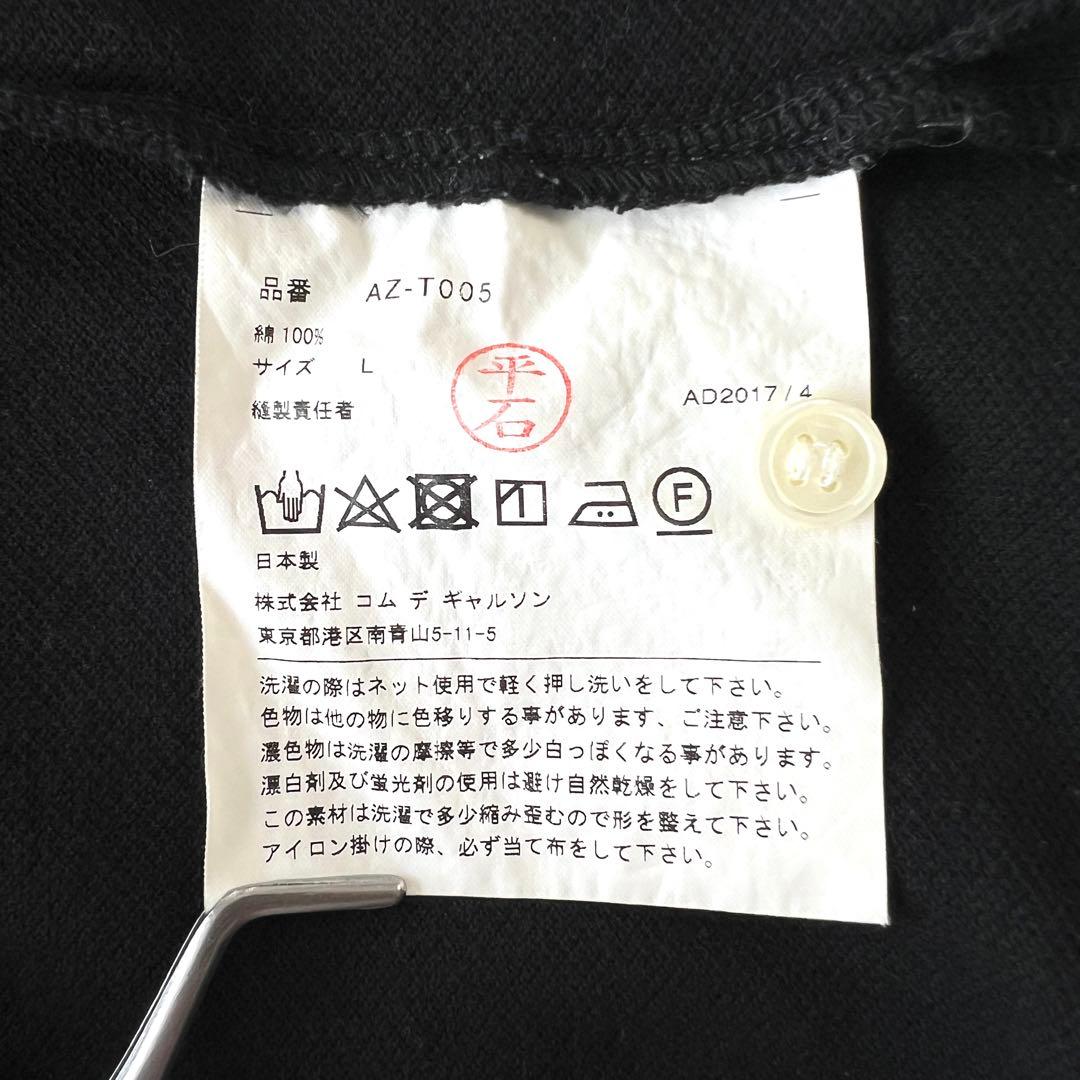 品番 AZ-T005
綿 100%
サイズ L
縫製責任者 平石
AD2017/4
F
日本製
株式会社 コム デ ギャルソン
東京都港区南青山5-11-5
洗濯の際はネット使用で軽く押し洗いをして下さい。
色物は他の物に色移りする事があります、ご注意下さい。
濃色物は洗濯の摩擦等で多少白っぽくなる事があります。
漂白剤及び蛍光剤の使用は避け自然乾燥をして下さい。
この素材は洗濯で多少縮み歪むので形を整えて下さい。
アイロン掛けの際、必ず当て布をして下さい。